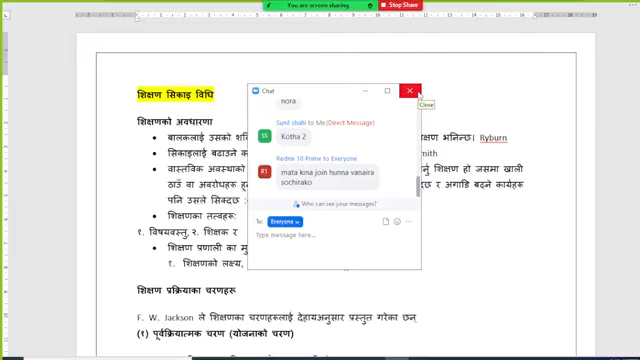 You are screen sharing
Stop Share
शिक्षण सिकाइ विधि
शिक्षणको अवधारणा
बालकलाई उसको
भनिन्छ। Ryburn
सिकाइलाई बढाउने
mith
वास्तविक अवस्थाको
हो जसमा खाली
ठाउँ वा अवरोधहरू
र अगाडि बढ्ने कार्यहरू
पनि उसले सिक्दछ
शिक्षणका तत्वहरू:
१. विषयवस्तु, २. शिक्षक र
शिक्षण प्रणाली का
१. शिक्षणको लक्ष्य,
शिक्षण प्रक्रियाका चरणहरू
F. W. Jackson ले शिक्षणका चरणहरूलाई देहायअनुसार प्रस्तुत गरेका छन्
(१) पूर्वक्रियात्मक चरण (योजनाको चरण)
Chat
Close
nora
Sunil shahi to Me (Direct Message)
SS
Kotha 2
Redmi 10 Prime to Everyone
R1
mata kina join hunna vanaira
sochirako
Who can see your messages?
To: Everyone
Type message here...